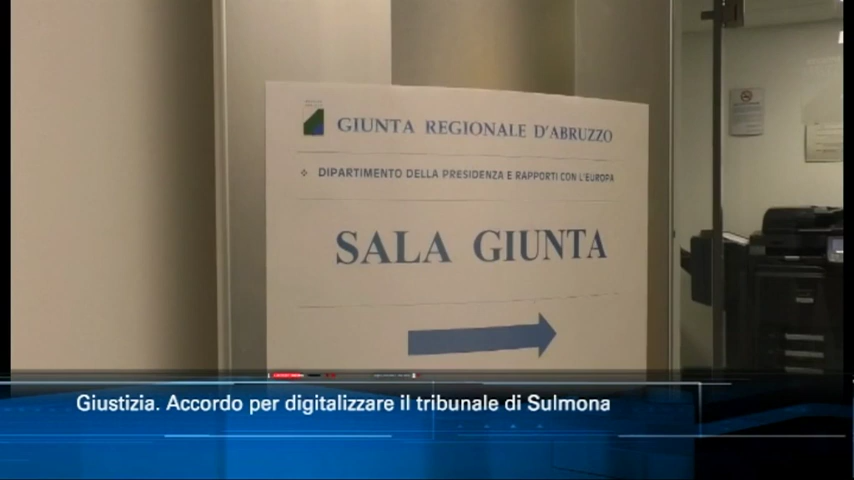 GIUNTA REGIONALE D'ABRUZZO
DIPARTIMENTO DELLA PRESIDENZA E RAPPORTI CON L'EUROPA
SALA GIUNTA
Giustizia. Accordo per digitalizzare il tribunale di Sulmona